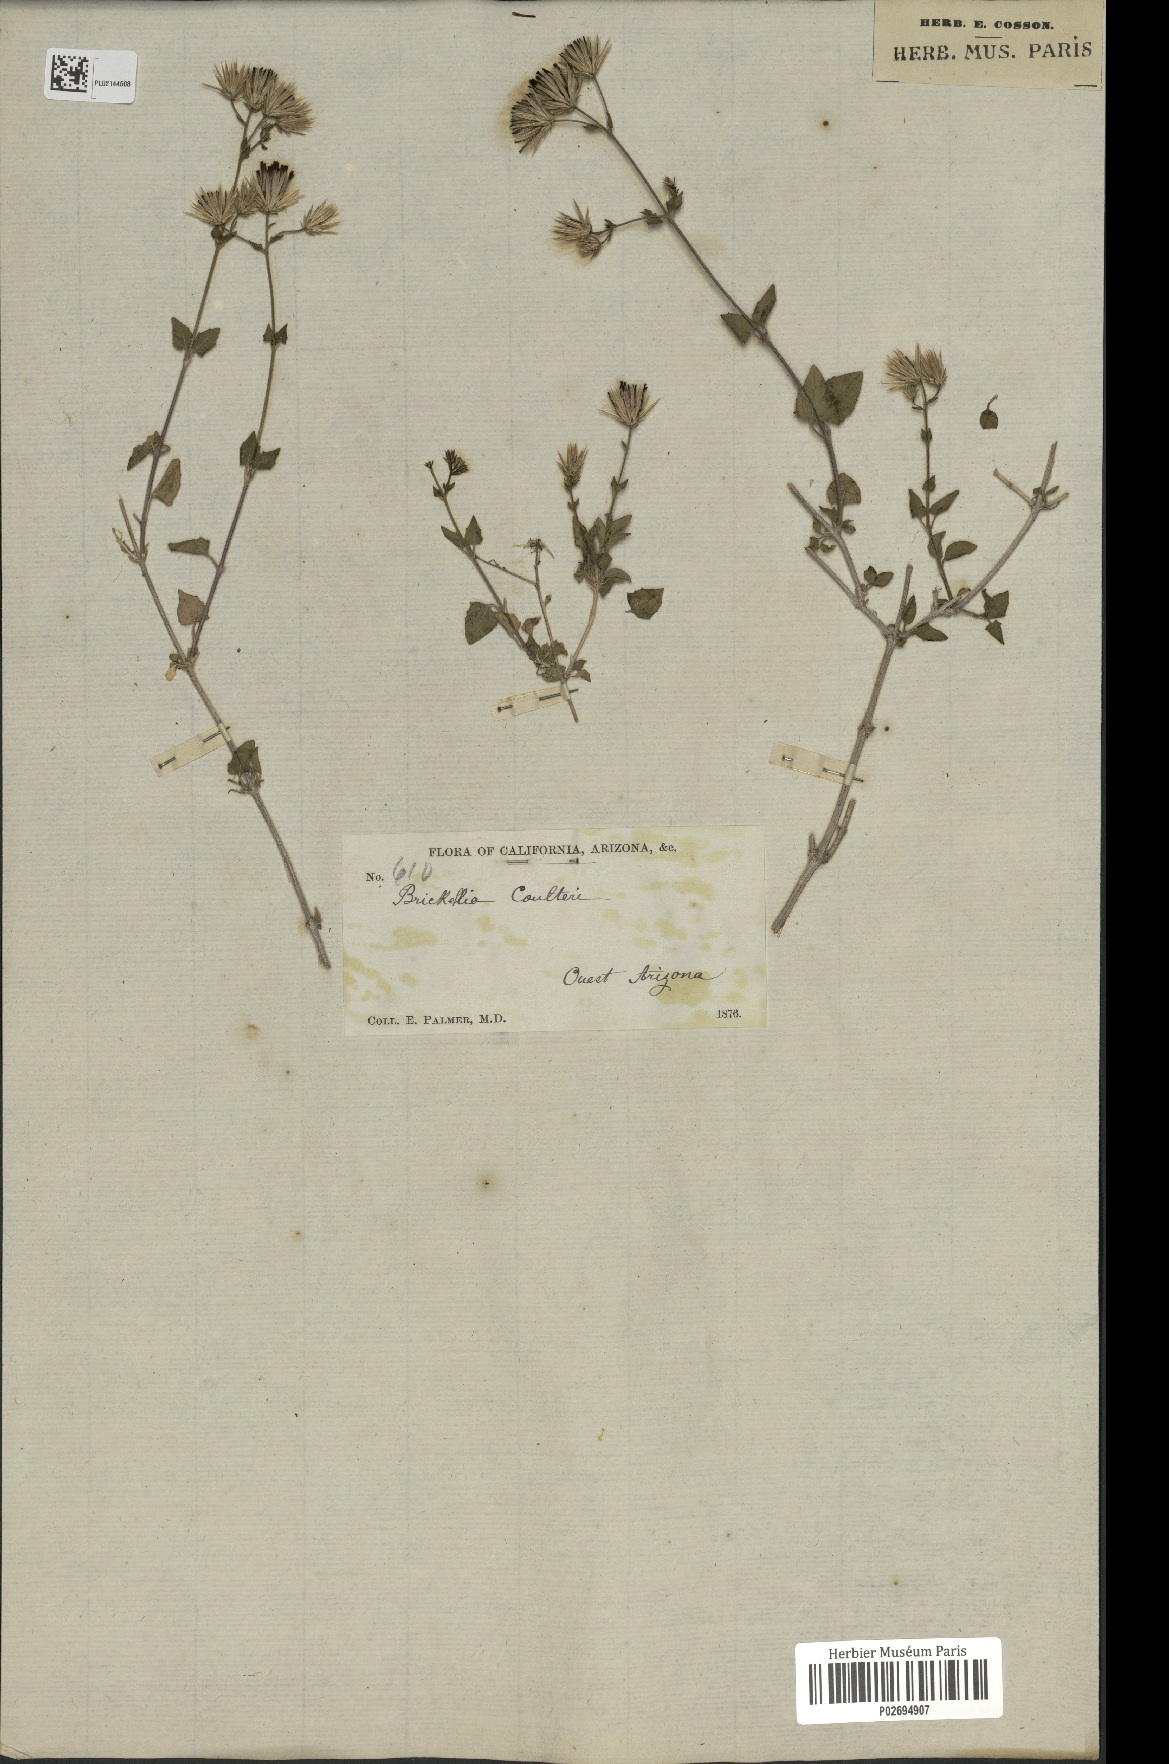 HERB. E. COSSON.
HERB. MUS. PARIS
FLORA OF CALIFORNIA, ARIZONA, &c.
No. 610
Brickellia Coulteri
Ouest Arizona
COLL. E. PALMER, M.D.
1876.
Herbier Muséum Paris
P02694907